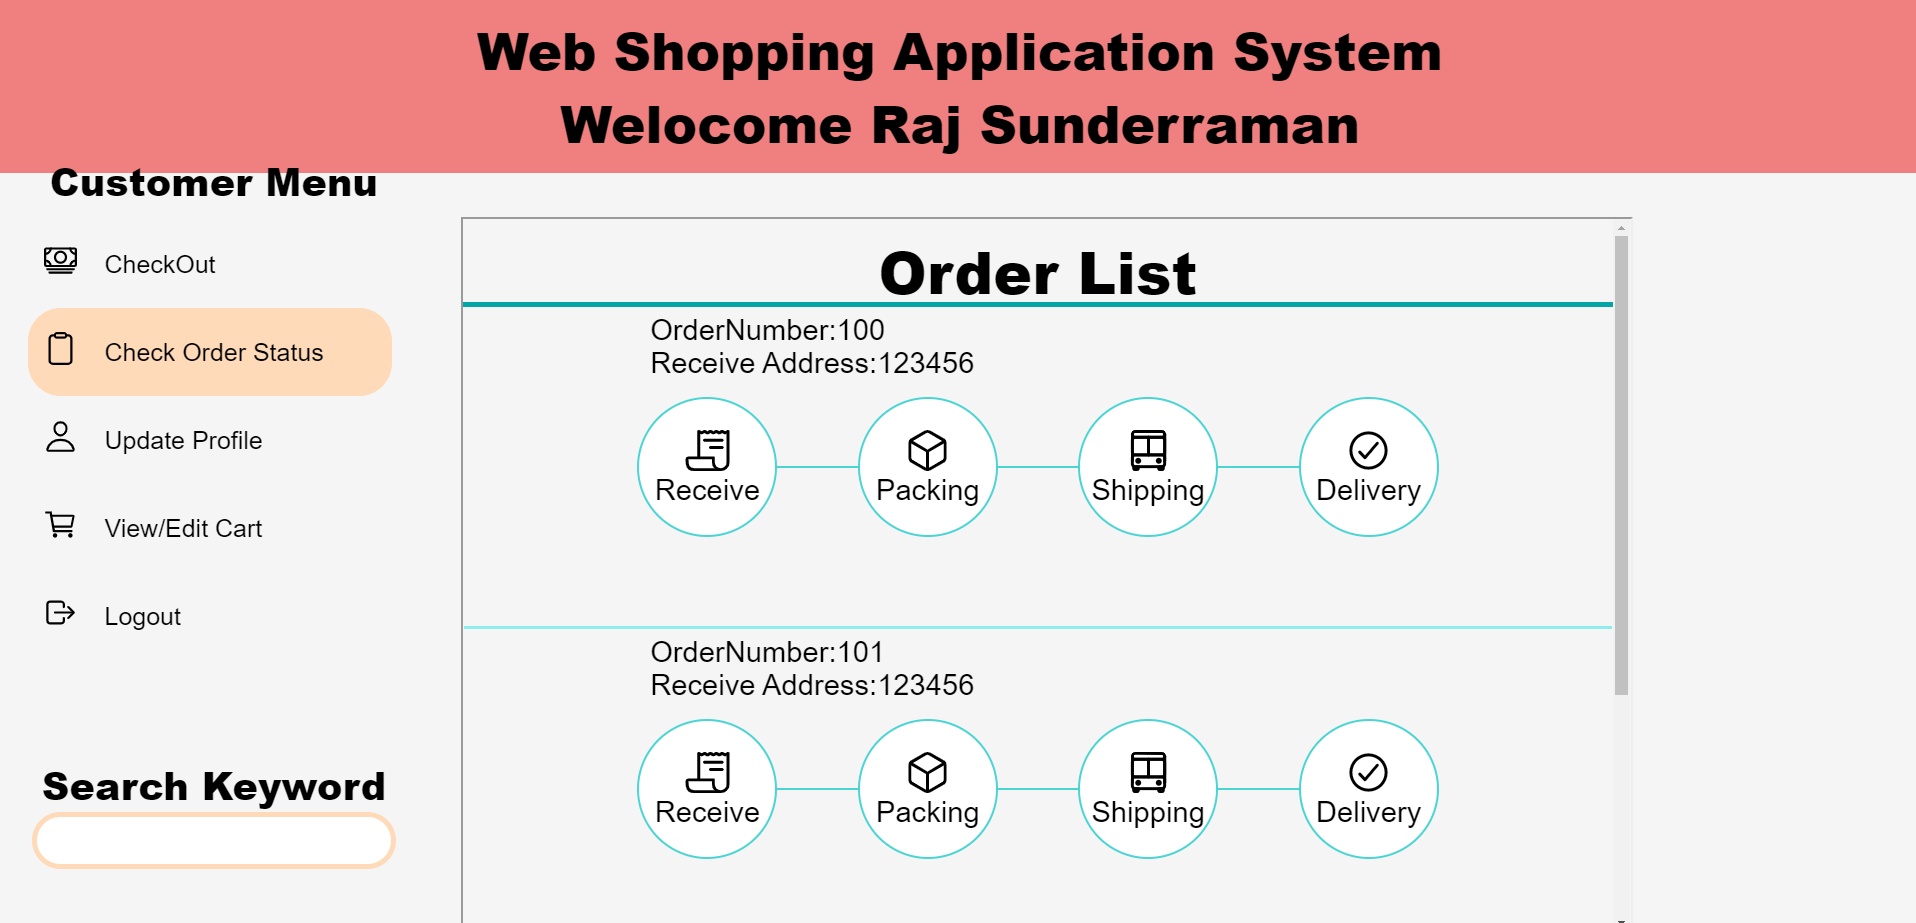 Web Shopping Application System
Welocome Raj Sunderraman
Customer Menu
CheckOut
Check Order Status
Update Profile
View/Edit Cart
Logout
Search Keyword
Order List
OrderNumber:100
Receive Address:123456
Receive Packing Shipping Delivery
OrderNumber:101
Receive Address:123456
Receive Packing Shipping Delivery